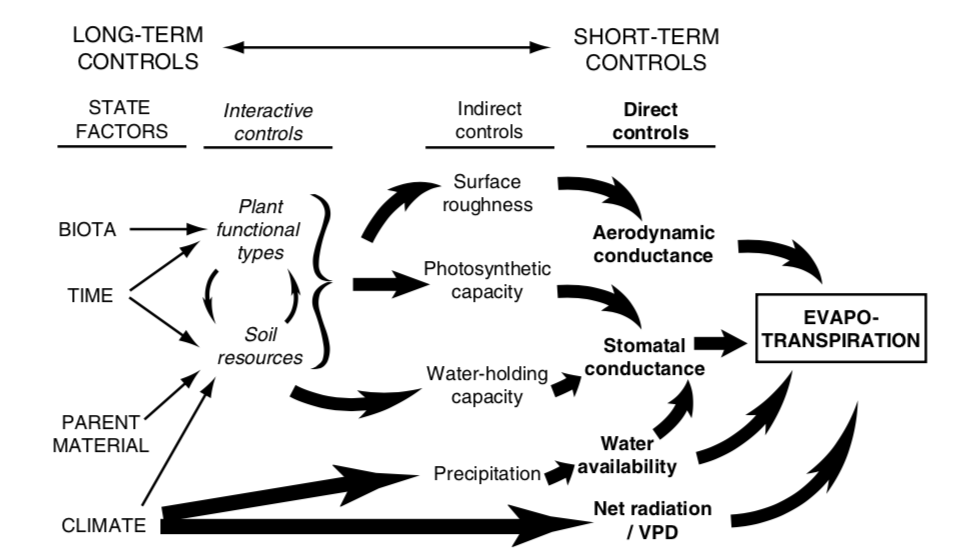 LONG-TERM
CONTROLS
SHORT-TERM
CONTROLS
STATE
FACTORS
Interactive
controls
Indirect
controls
Direct
controls
BIOTA
TIME
PARENT
MATERIAL
CLIMATE
Plant
functional
types
Soil
resources
Surface
roughness
Photosynthetic
capacity
Water-holding
capacity
Precipitation
Aerodynamic
conductance
Stomatal
conductance
Water
availability
Net radiation
/ VPD
EVAPO-
TRANSPIRATION